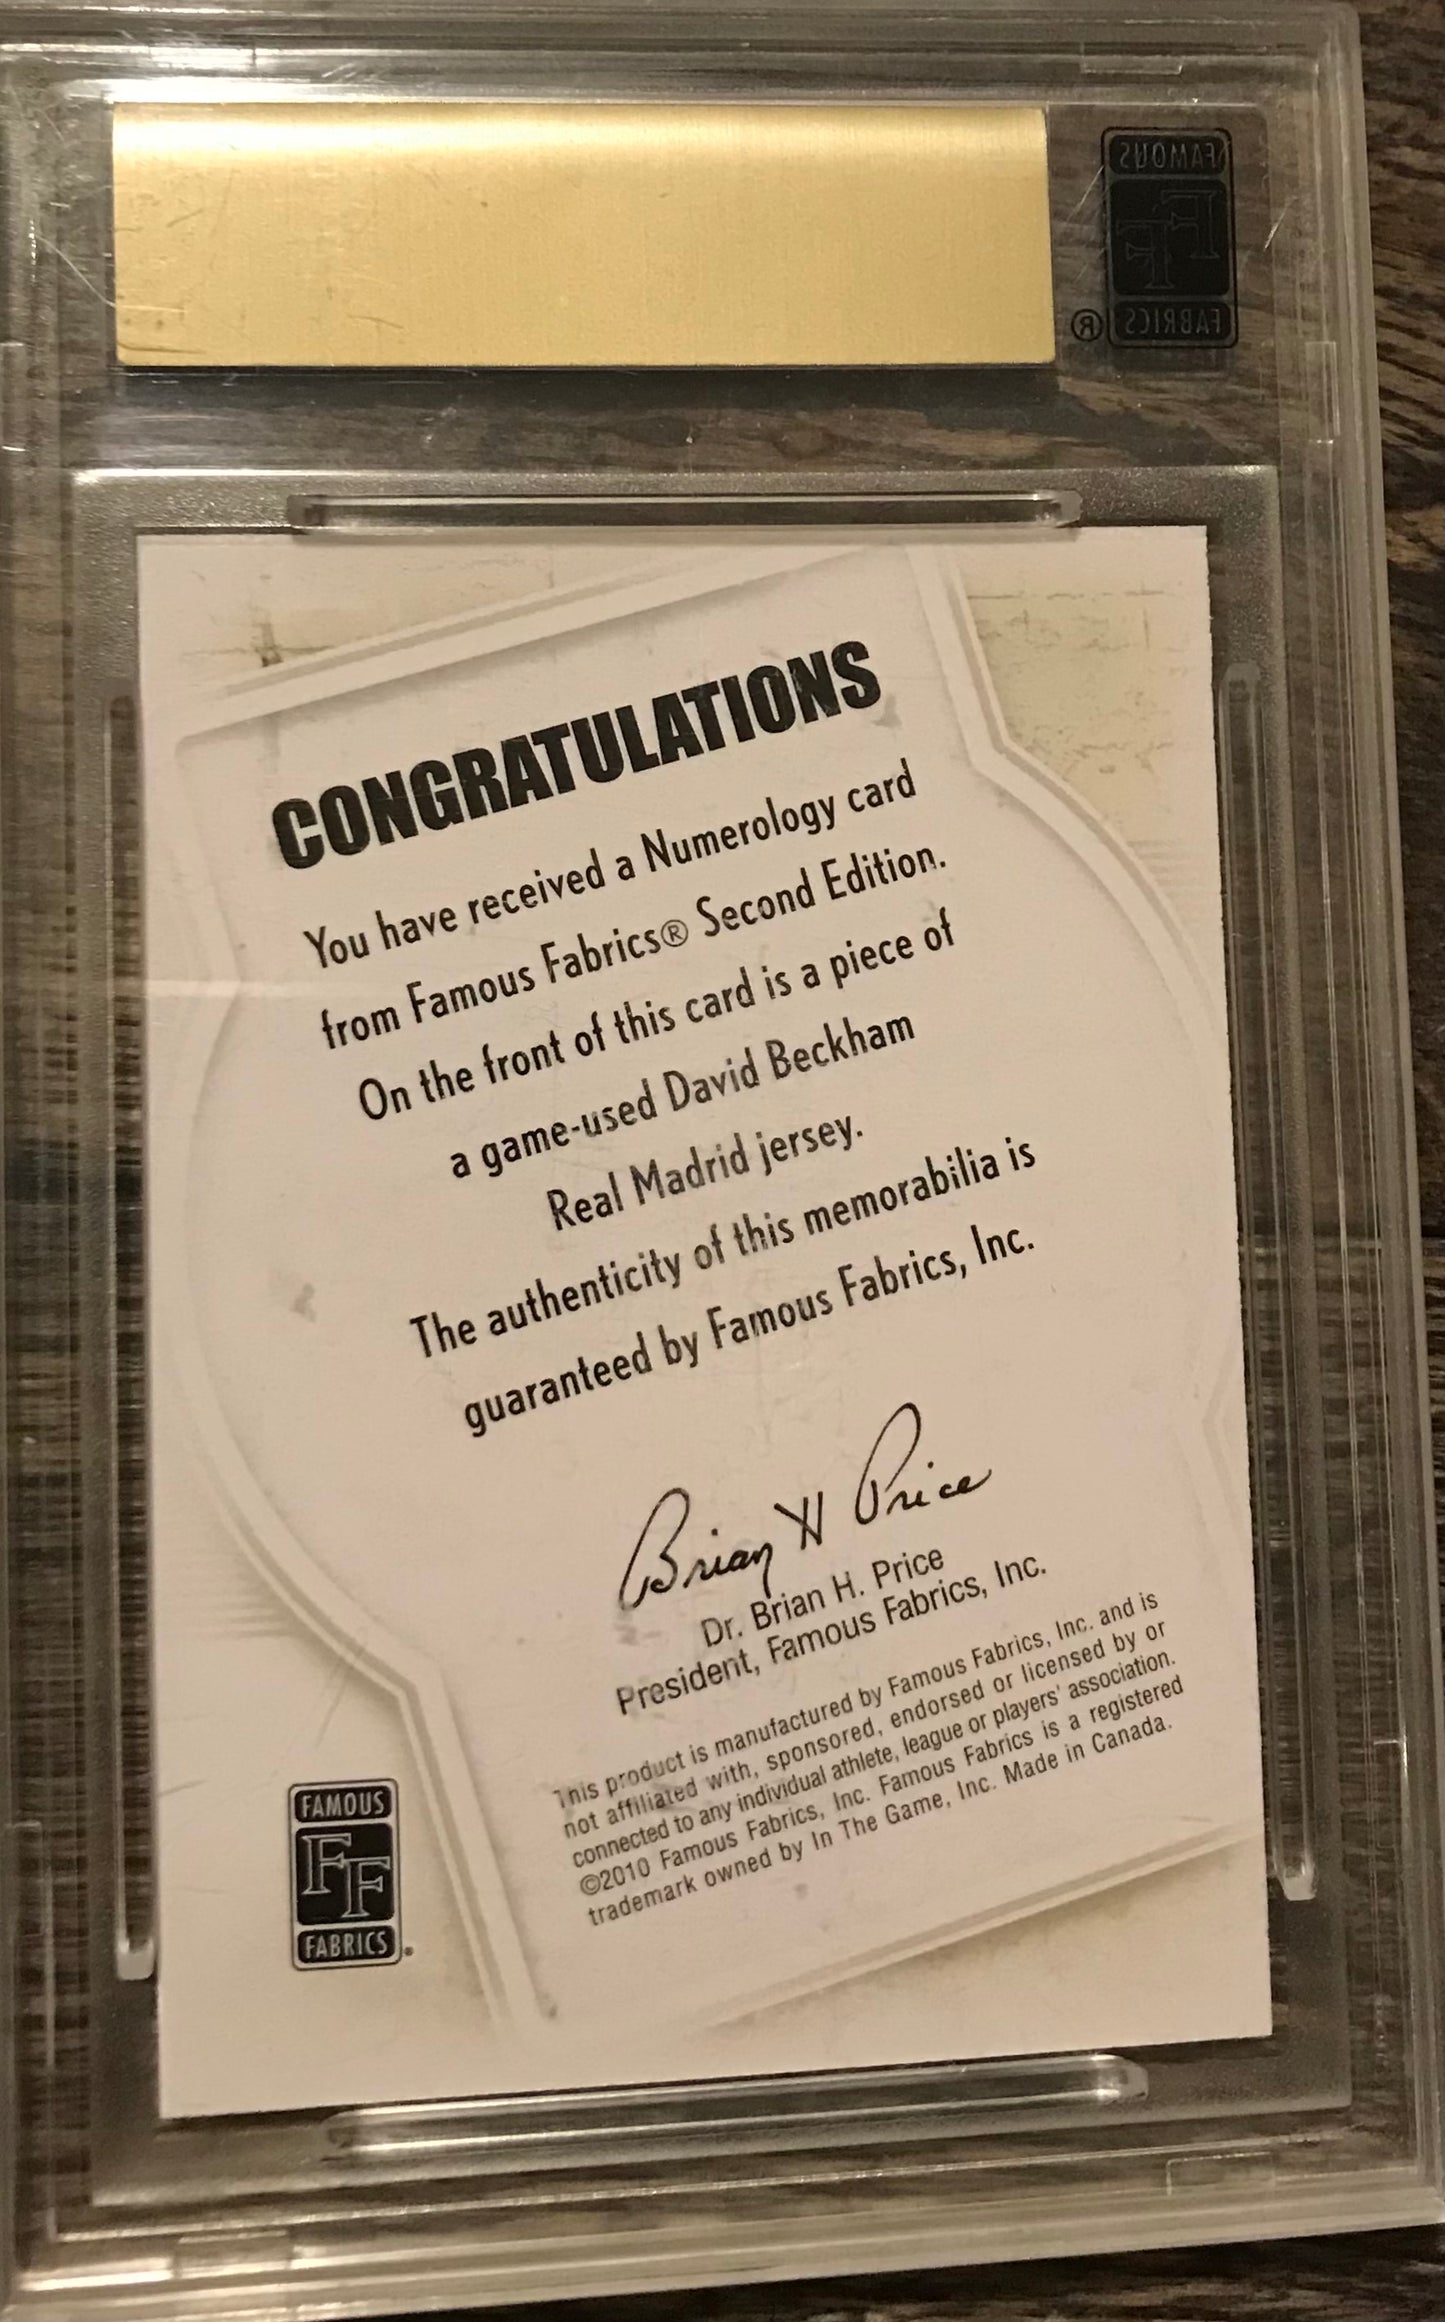 FAMOUS
FF
FABRICS ®
CONGRATULATIONS
You have received a Numerology card
from Famous Fabrics® Second Edition.
On the front of this card is a piece of
a game-used David Beckham
Real Madrid jersey.
The authenticity of this memorabilia is
guaranteed by Famous Fabrics, Inc.
Brian H Price
Dr. Brian H. Price
President, Famous Fabrics, Inc.
This product is manufactured by Famous Fabrics, Inc. and is
not affiliated with, sponsored, endorsed or licensed by or
connected to any individual athlete, league or players' association.
©2010 Famous Fabrics, Inc. Famous Fabrics is a registered
trademark owned by In The Game, Inc. Made in Canada.
FAMOUS
FF
FABRICS